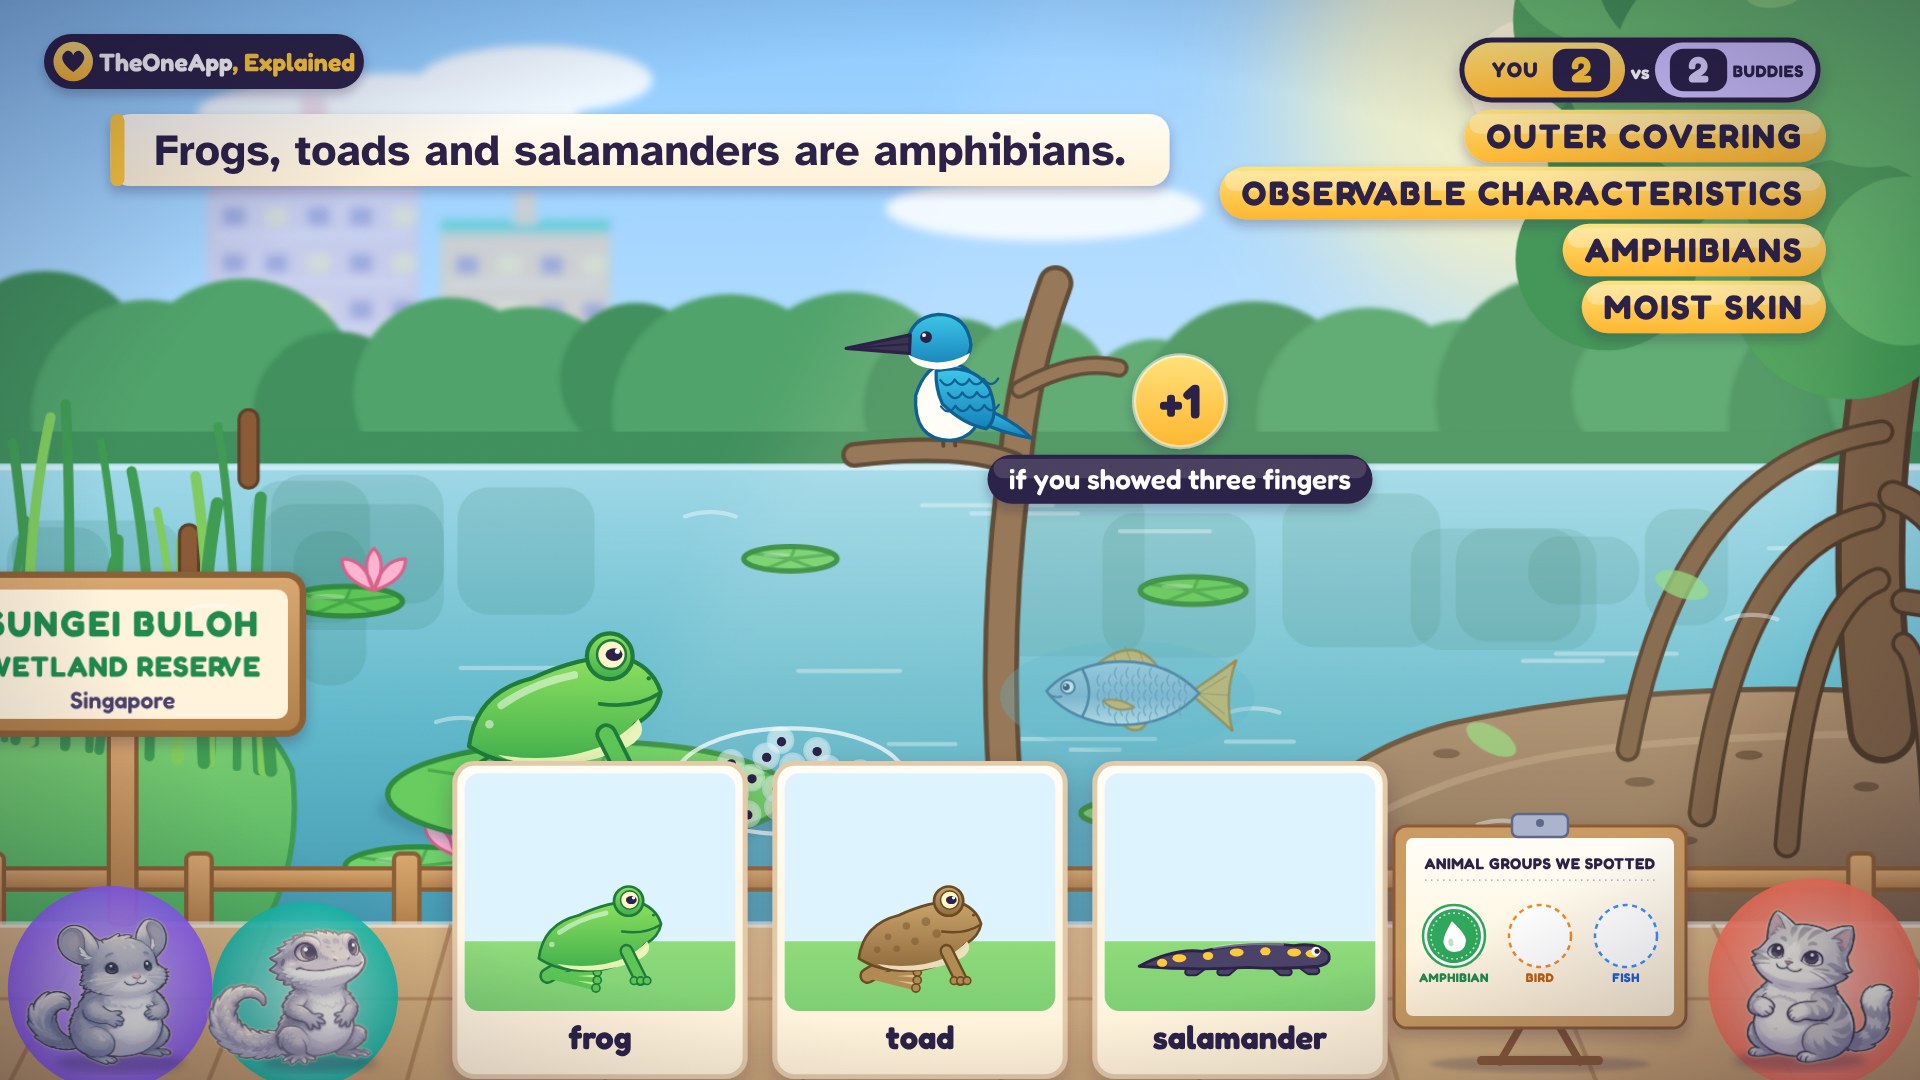 TheOneApp, Explained
YOU 2 vs 2 BUDDIES
Frogs, toads and salamanders are amphibians.
OUTER COVERING
OBSERVABLE CHARACTERISTICS
AMPHIBIANS
MOIST SKIN
+1
if you showed three fingers
SUNGEI BULOH
WETLAND RESERVE
Singapore
ANIMAL GROUPS WE SPOTTED
AMPHIBIAN BIRD FISH
frog toad salamander